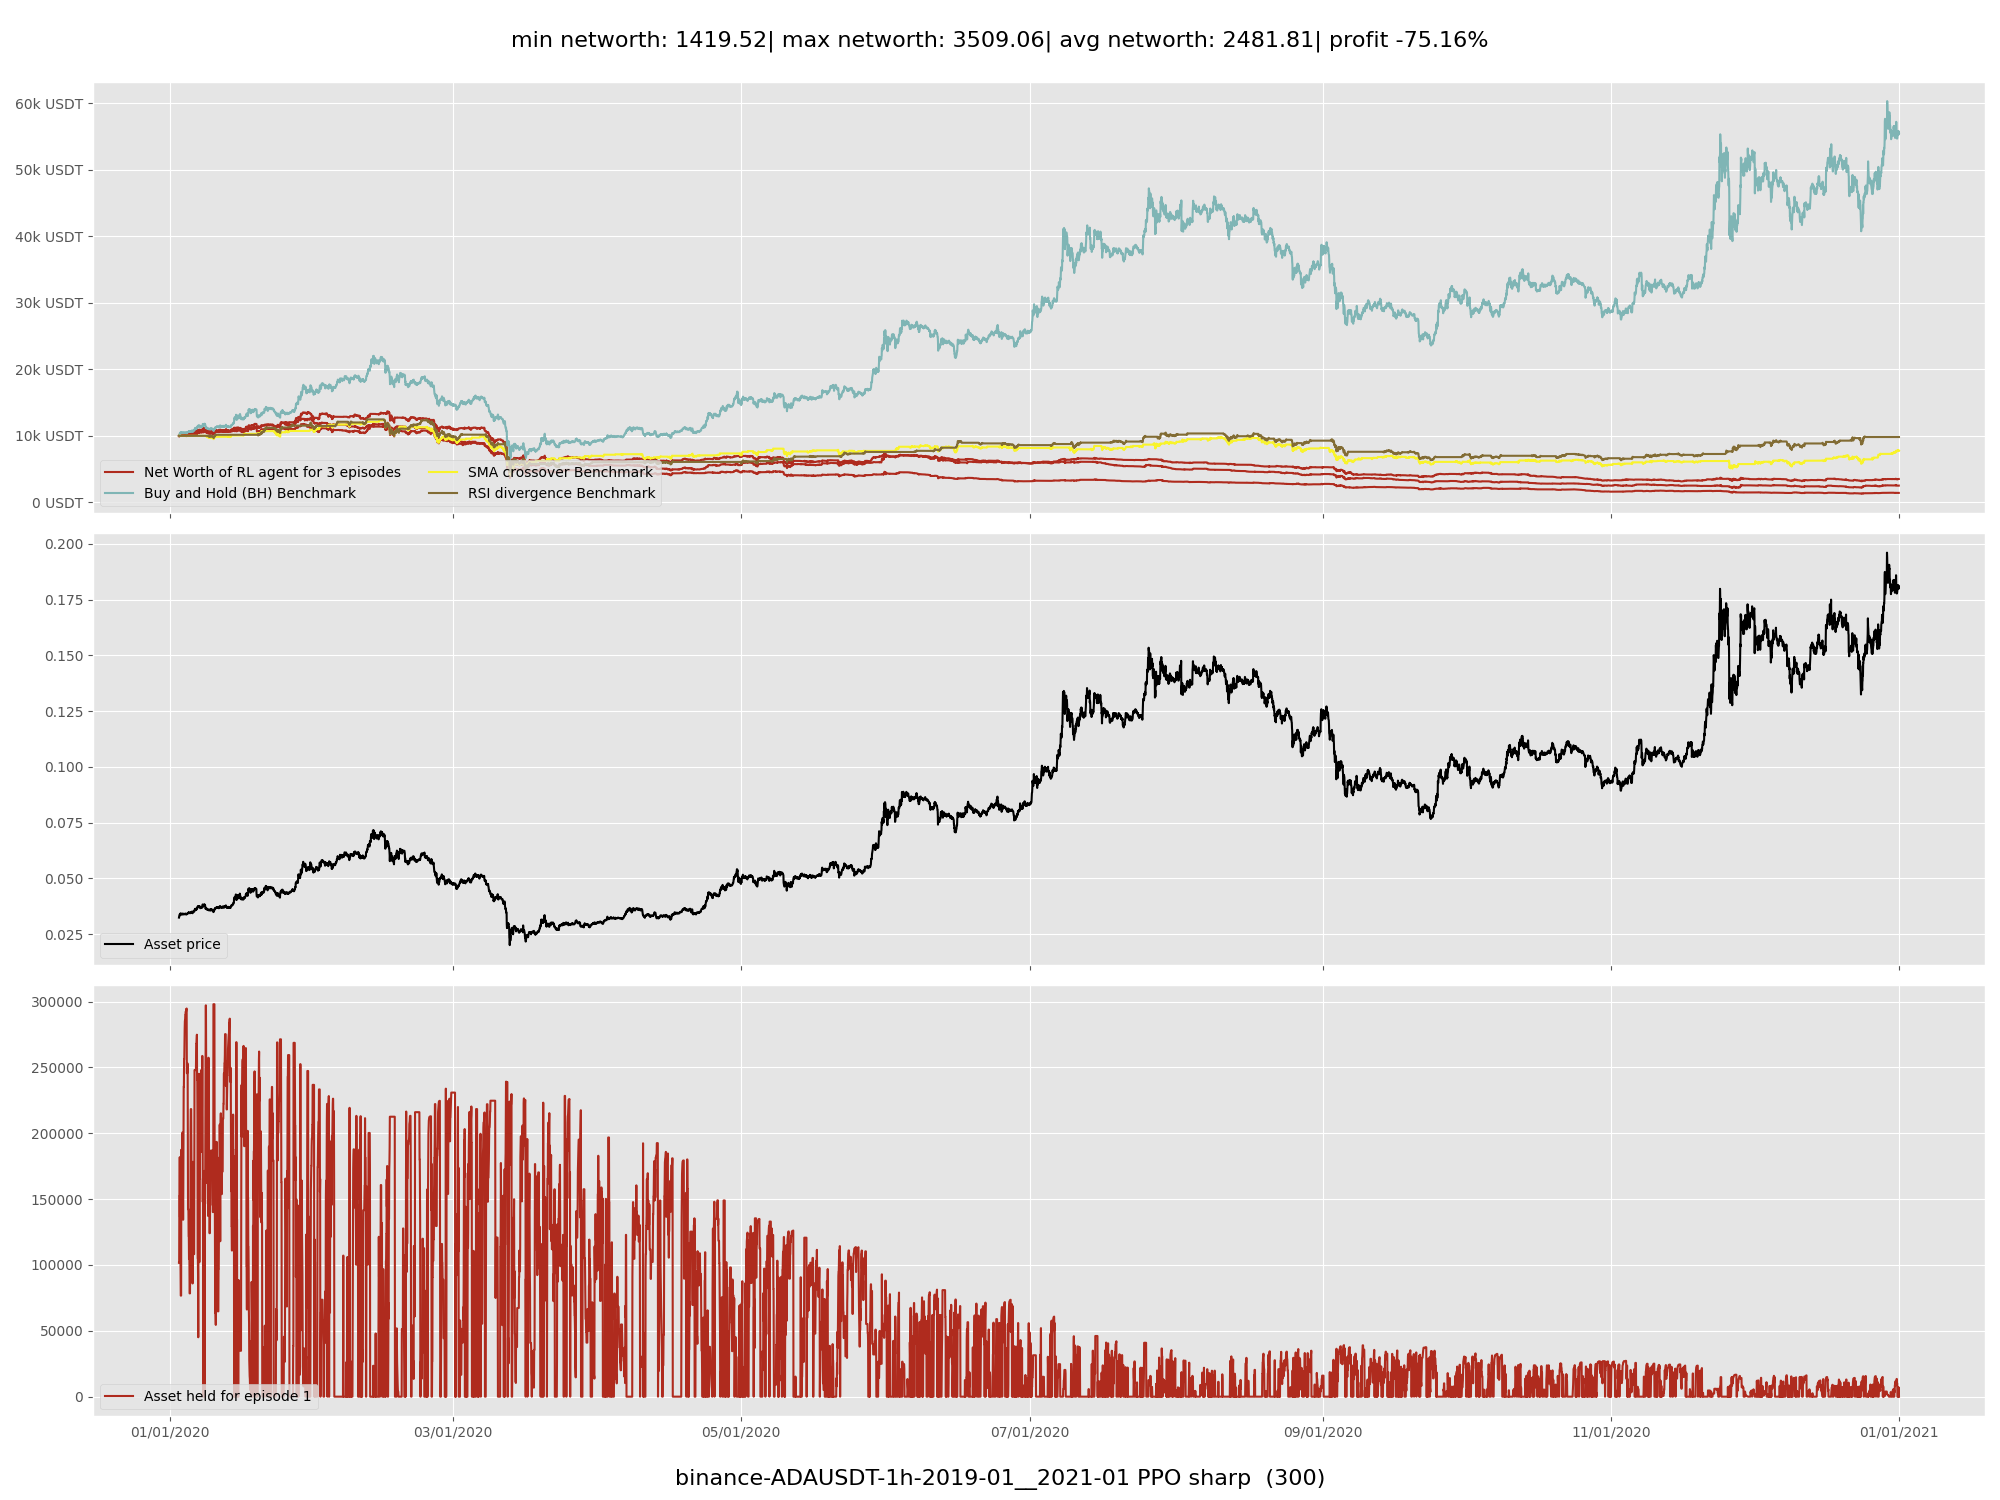 min networth: 1419.52| max networth: 3509.06| avg networth: 2481.81| profit -75.16%
60k USDT
50k USDT
40k USDT
30k USDT
20k USDT
10k USDT
0 USDT
Net Worth of RL agent for 3 episodes
Buy and Hold (BH) Benchmark
SMA crossover Benchmark
RSI divergence Benchmark
0.200
0.175
0.150
0.125
0.100
0.075
0.050
0.025
Asset price
300000
250000
200000
150000
100000
50000
0
Asset held for episode 1
01/01/2020 03/01/2020 05/01/2020 07/01/2020 09/01/2020 11/01/2020 01/01/2021
binance-ADAUSDT-1h-2019-01__2021-01 PPO sharp (300)